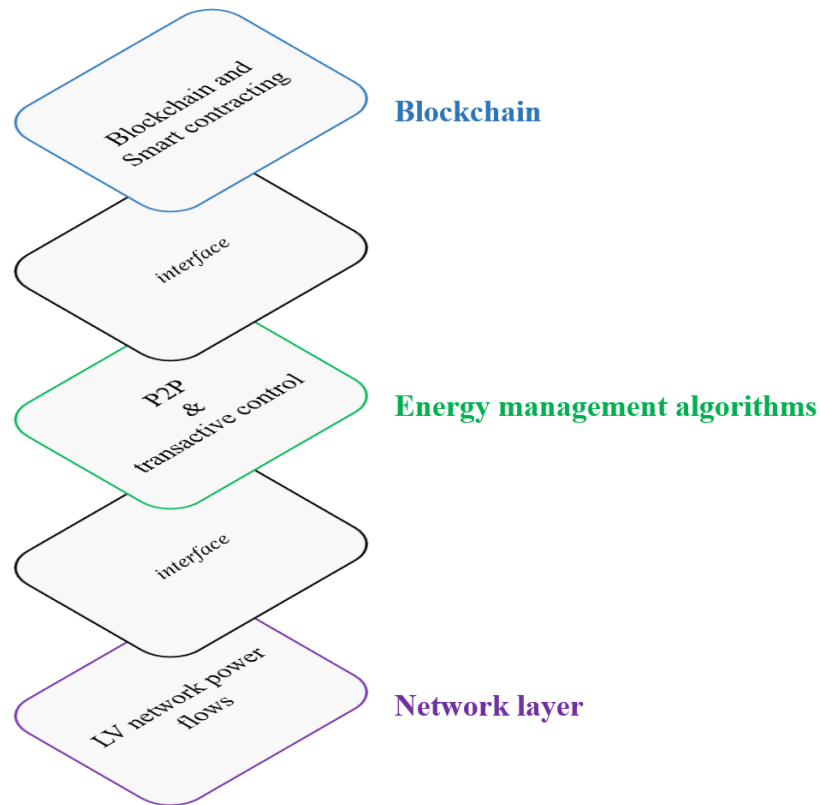 Blockchain and
Smart contracting
Blockchain
interface
P2P
&
transactive control
Energy management algorithms
interface
LV network power
flows
Network layer